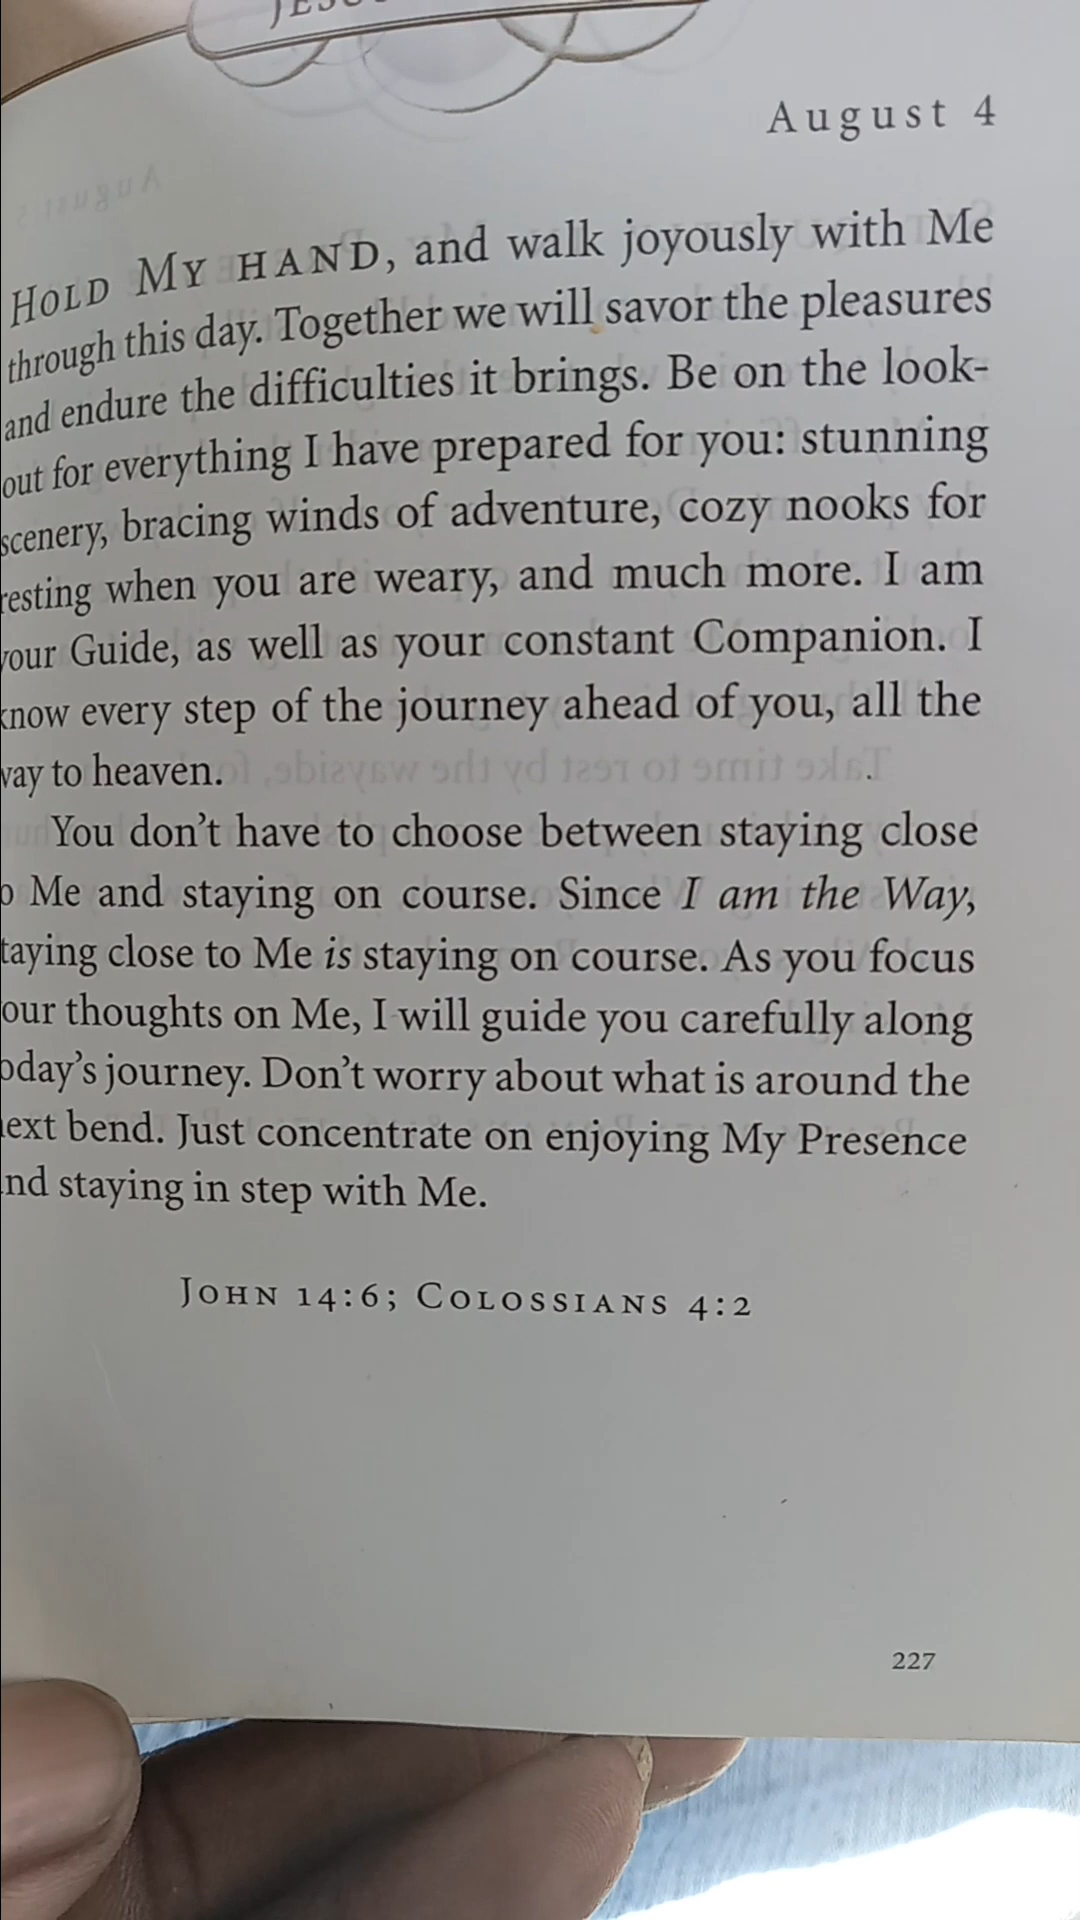 August 4
HOLD MY HAND, and walk joyously with Me
through this day. Together we will savor the pleasures
and endure the difficulties it brings. Be on the look-
out for everything I have prepared for you: stunning
scenery, bracing winds of adventure, cozy nooks for
resting when you are weary, and much more. I am
your Guide, as well as your constant Companion. I
know every step of the journey ahead of you, all the
way to heaven.
You don't have to choose between staying close
to Me and staying on course. Since I am the Way,
staying close to Me is staying on course. As you focus
your thoughts on Me, I will guide you carefully along
today's journey. Don't worry about what is around the
next bend. Just concentrate on enjoying My Presence
and staying in step with Me.
JOHN 14:6; COLOSSIANS 4:2
227